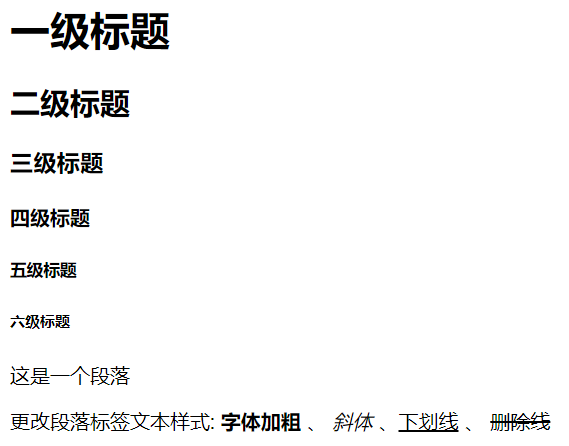 一级标题
二级标题
三级标题
四级标题
五级标题
六级标题
这是一个段落
更改段落标签文本样式: 字体加粗 、 斜体 、下划线 、 删除线